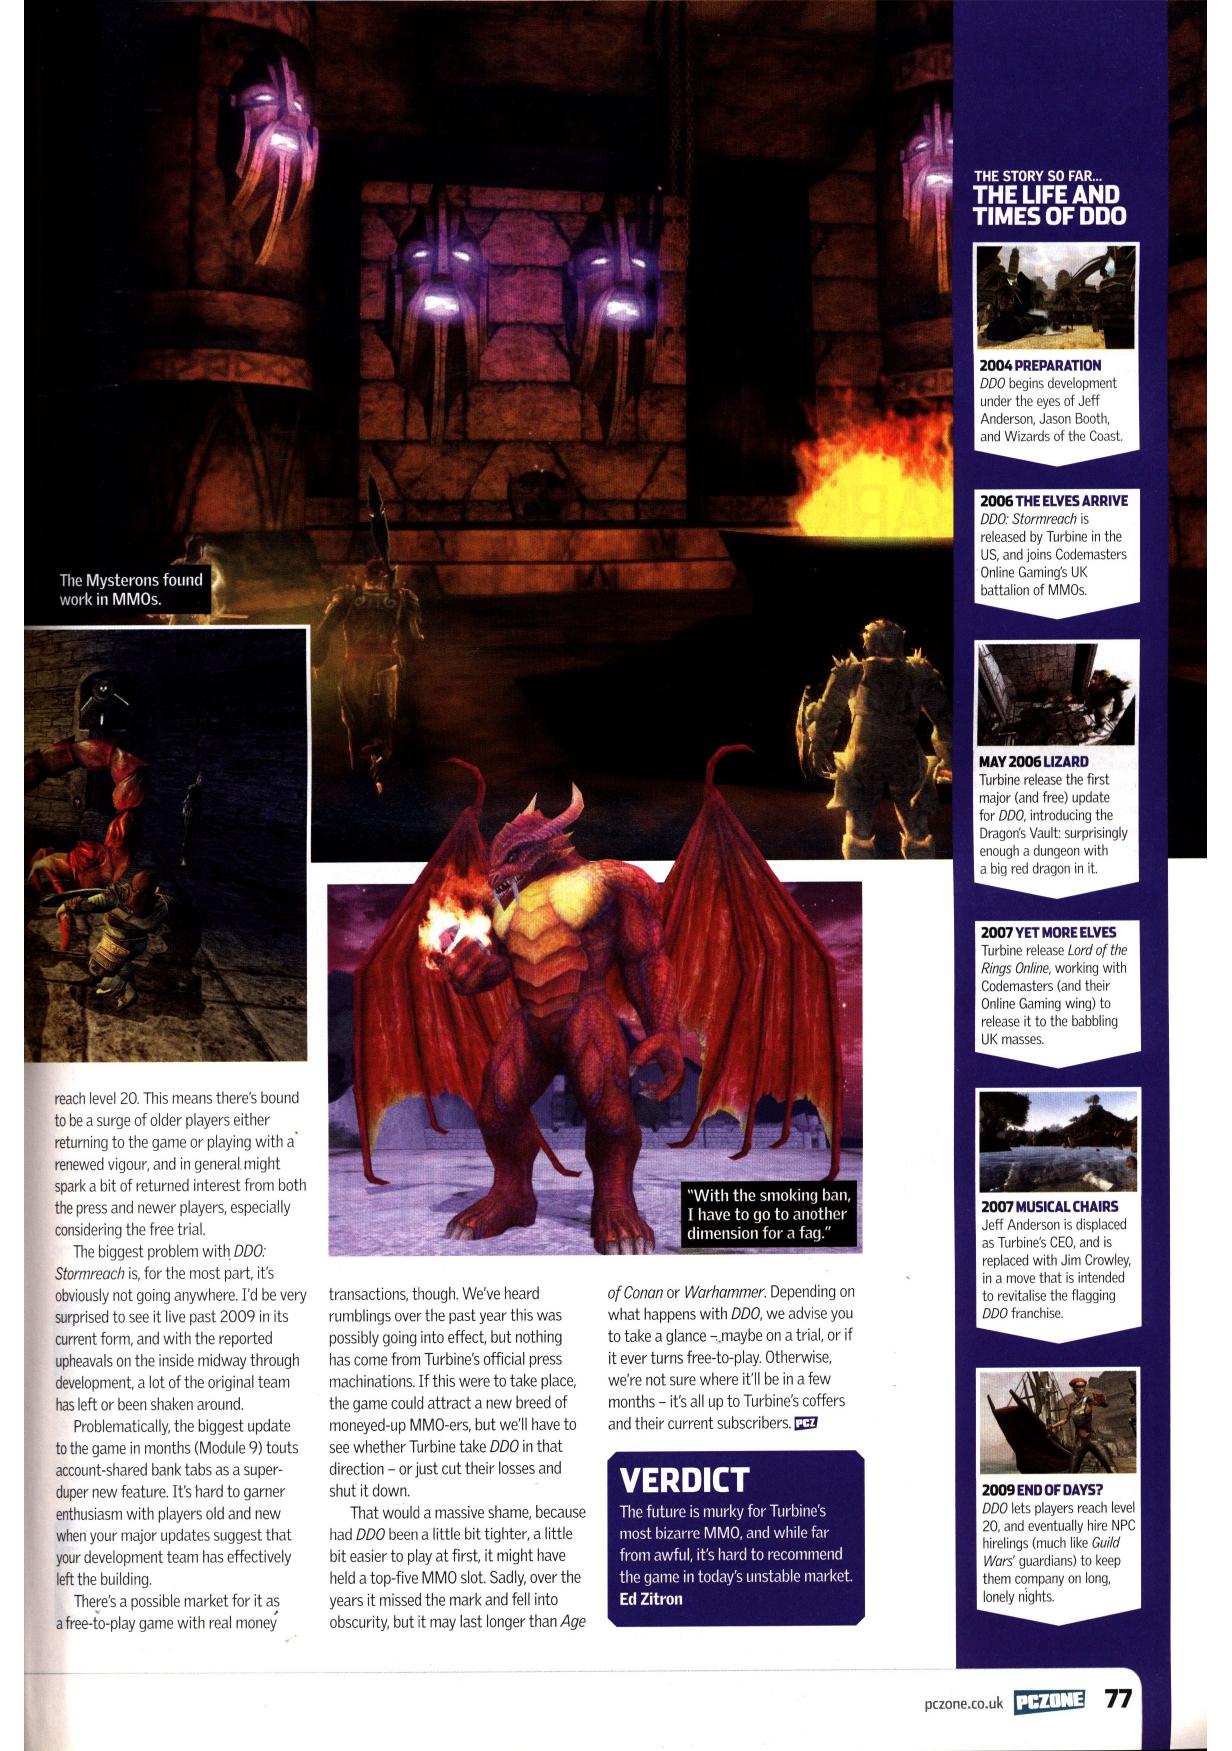 The Mysterons found
work in MMOs.
reach level 20. This means there's bound
to be a surge of older players either
returning to the game or playing with a
renewed vigour, and in general might
spark a bit of returned interest from both
the press and newer players, especially
considering the free trial.
The biggest problem with DDO:
Stormreach is, for the most part, it's
obviously not going anywhere. I'd be very
surprised to see it live past 2009 in its
current form, and with the reported
upheavals on the inside midway through
development, a lot of the original team
has left or been shaken around.
Problematically, the biggest update
to the game in months (Module 9) touts
account-shared bank tabs as a super-
duper new feature. It's hard to garner
enthusiasm with players old and new
when your major updates suggest that
your development team has effectively
left the building.
There's a possible market for it as
a free-to-play game with real money
"With the smoking ban,
I have to go to another
dimension for a fag."
transactions, though. We've heard
rumblings over the past year this was
possibly going into effect, but nothing
has come from Turbine's official press
machinations. If this were to take place,
the game could attract a new breed of
moneyed-up MMO-ers, but we'll have to
see whether Turbine take DDO in that
direction – or just cut their losses and
shut it down.
That would a massive shame, because
had DDO been a little bit tighter, a little
bit easier to play at first, it might have
held a top-five MMO slot. Sadly, over the
years it missed the mark and fell into
obscurity, but it may last longer than Age
of Conan or Warhammer. Depending on
what happens with DDO, we advise you
to take a glance – maybe on a trial, or if
it ever turns free-to-play. Otherwise,
we're not sure where it'll be in a few
months – it's all up to Turbine's coffers
and their current subscribers. PCZ
VERDICT
The future is murky for Turbine's
most bizarre MMO, and while far
from awful, it's hard to recommend
the game in today's unstable market.
Ed Zitron
THE STORY SO FAR...
THE LIFE AND
TIMES OF DDO
2004 PREPARATION
DDO begins development
under the eyes of Jeff
Anderson, Jason Booth,
and Wizards of the Coast.
2006 THE ELVES ARRIVE
DDO: Stormreach is
released by Turbine in the
US, and joins Codemasters
Online Gaming's UK
battalion of MMOs.
MAY 2006 LIZARD
Turbine release the first
major (and free) update
for DDO, introducing the
Dragon's Vault: surprisingly
enough a dungeon with
a big red dragon in it.
2007 YET MORE ELVES
Turbine release Lord of the
Rings Online, working with
Codemasters (and their
Online Gaming wing) to
release it to the babbling
UK masses.
2007 MUSICAL CHAIRS
Jeff Anderson is displaced
as Turbine's CEO, and is
replaced with Jim Crowley,
in a move that is intended
to revitalise the flagging
DDO franchise.
2009 END OF DAYS?
DDO lets players reach level
20, and eventually hire NPC
hirelings (much like Guild
Wars' guardians) to keep
them company on long,
lonely nights.
pczone.co.uk PCZONE 77